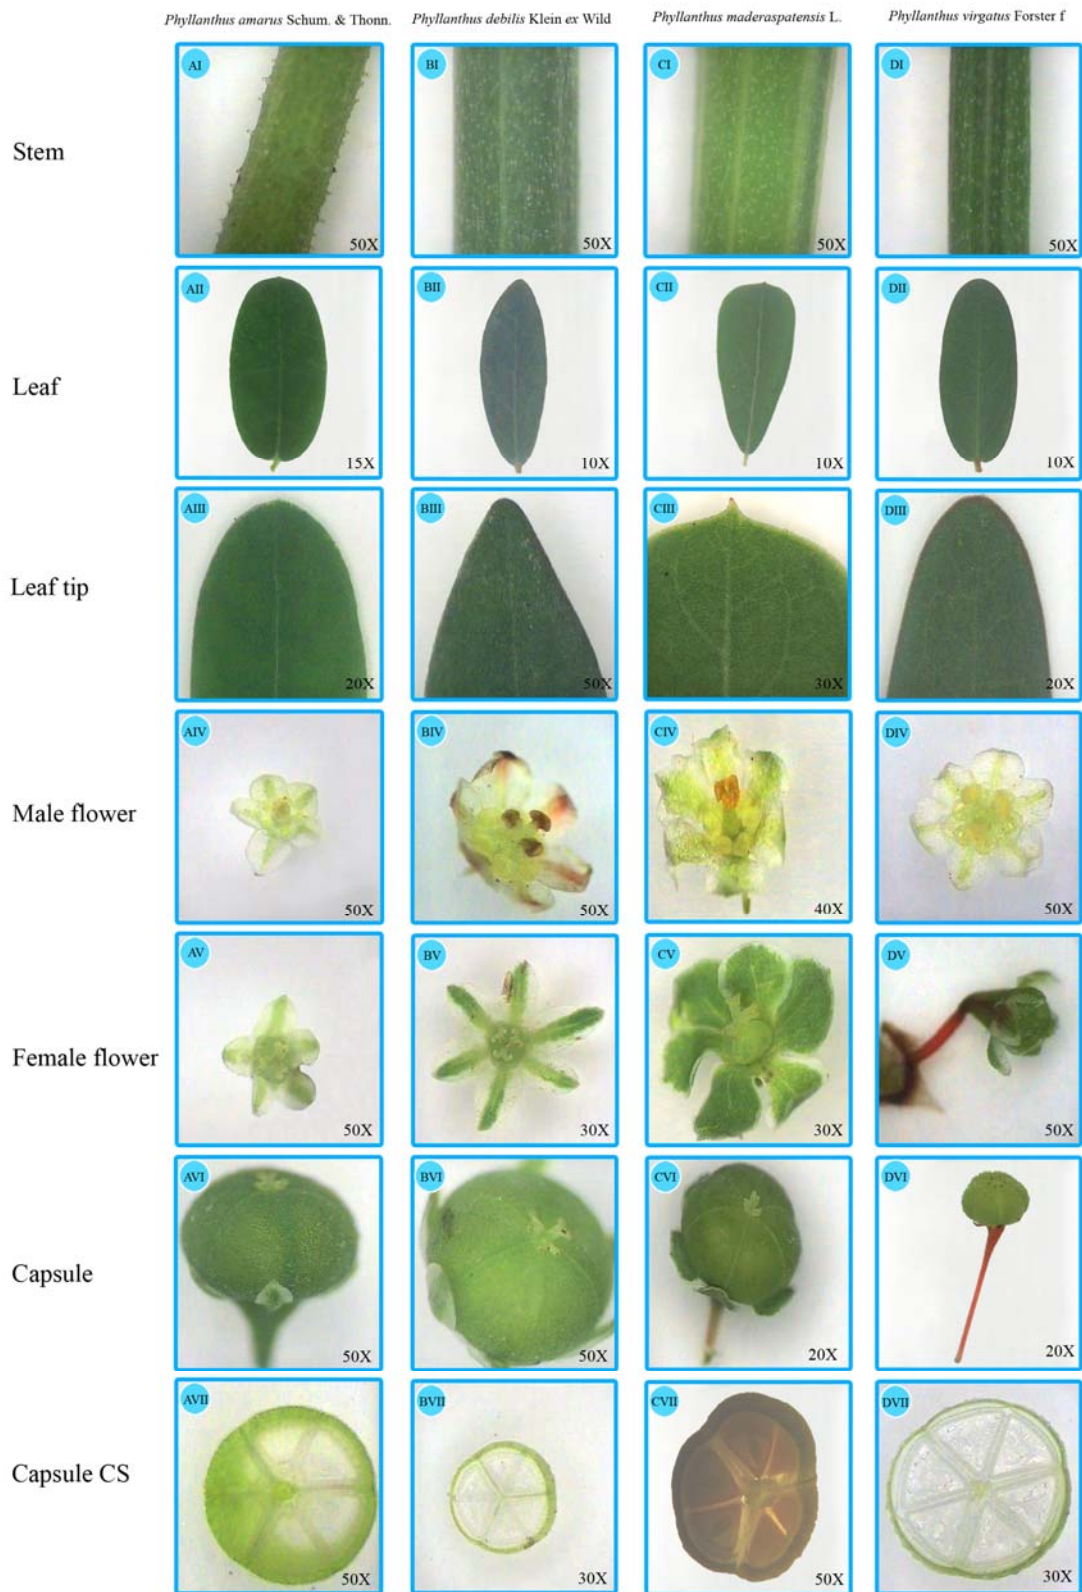 Phyllanthus amarus Schum. & Thonn. Phyllanthus debilis Klein ex Wild Phyllanthus maderaspatensis L. Phyllanthus virgatus Forster f
AI BI CI DI
Stem
50X 50X 50X 50X
AII BII CII DII
Leaf
15X 10X 10X 10X
AIII BIII CIII DIII
Leaf tip
20X 50X 30X 20X
AIV BIV CIV DIV
Male flower
50X 50X 40X 50X
AV BV CV DV
Female flower
50X 30X 30X 50X
AVI BVI CVI DVI
Capsule
50X 50X 20X 20X
AVII BVII CVII DVII
Capsule CS
50X 30X 50X 30X